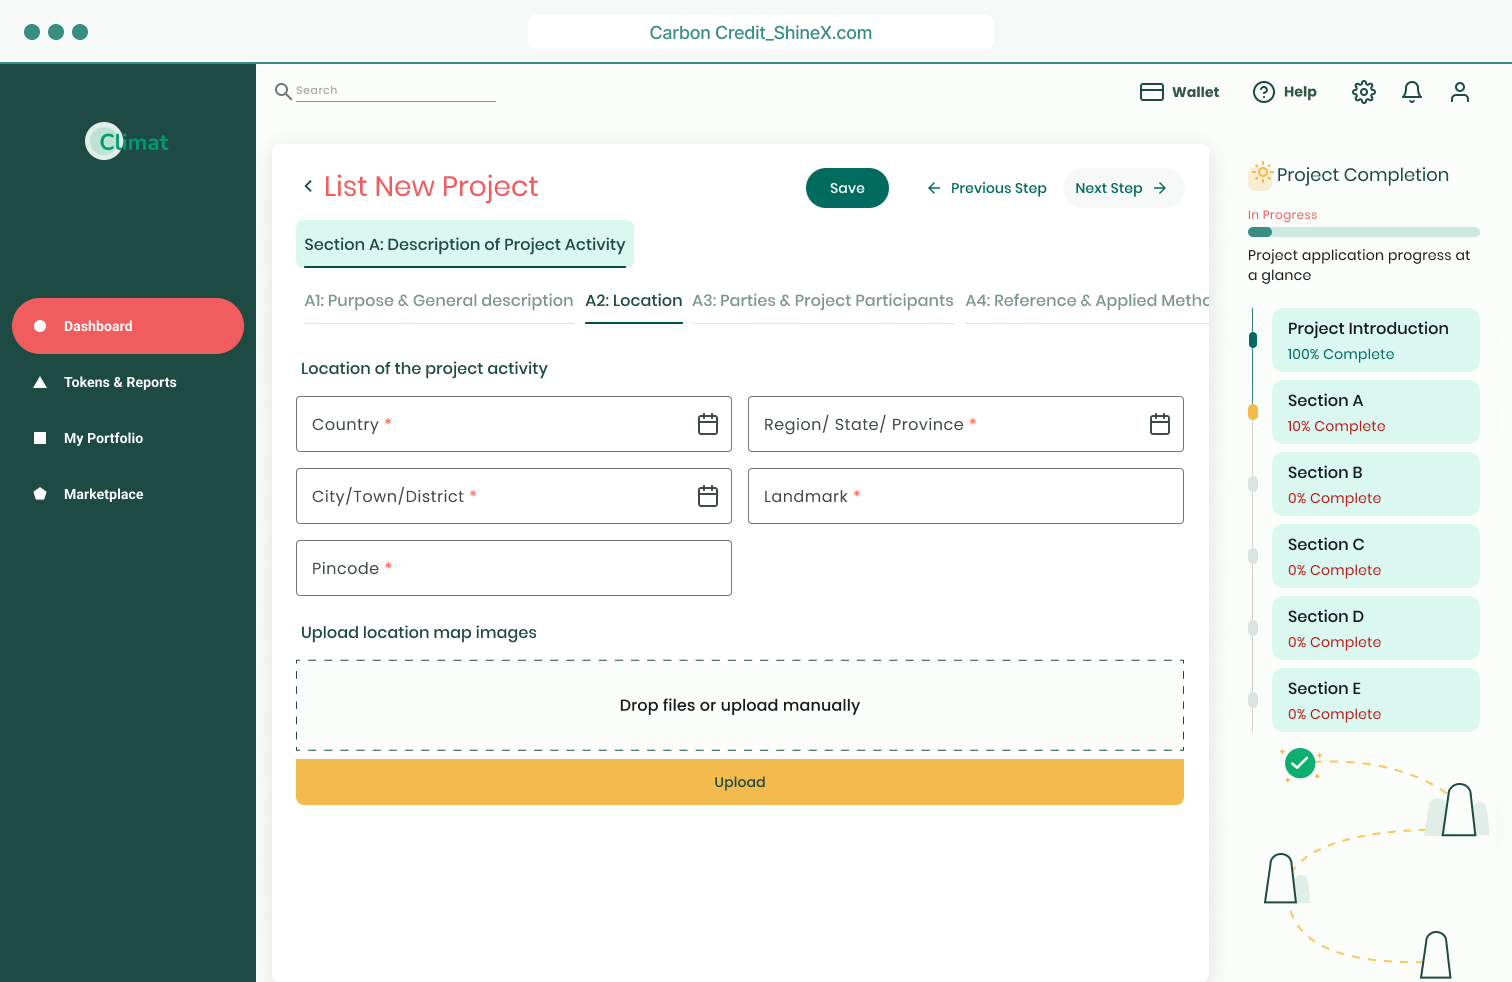 Carbon Credit_ShineX.com
Search
Wallet
Help
Climat
Dashboard
Tokens & Reports
My Portfolio
Marketplace
List New Project
Save
Previous Step
Next Step
Section A: Description of Project Activity
A1: Purpose & General description
A2: Location
A3: Parties & Project Participants
A4: Reference & Applied Metho
Location of the project activity
Country *
Region/ State/ Province *
City/Town/District *
Landmark *
Pincode *
Upload location map images
Drop files or upload manually
Upload
Project Completion
In Progress
Project application progress at
a glance
Project Introduction
100% Complete
Section A
10% Complete
Section B
0% Complete
Section C
0% Complete
Section D
0% Complete
Section E
0% Complete